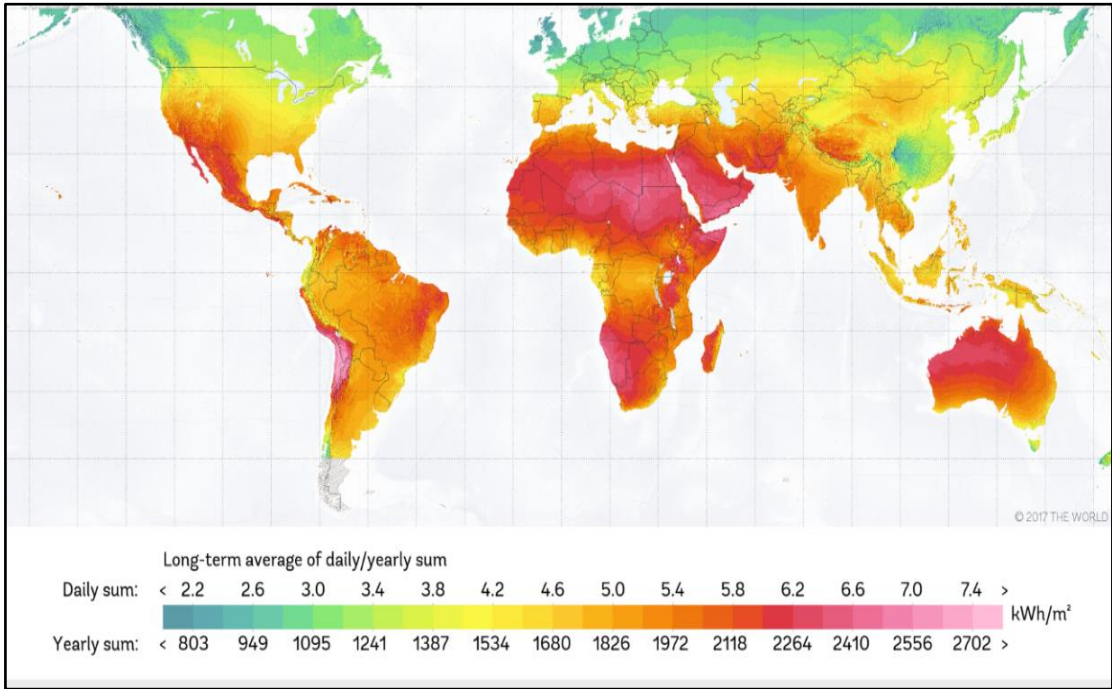 © 2017 THE WORLD
Long-term average of daily/yearly sum
Daily sum: < 2.2 2.6 3.0 3.4 3.8 4.2 4.6 5.0 5.4 5.8 6.2 6.6 7.0 7.4 >
kWh/m²
Yearly sum: < 803 949 1095 1241 1387 1534 1680 1826 1972 2118 2264 2410 2556 2702 >